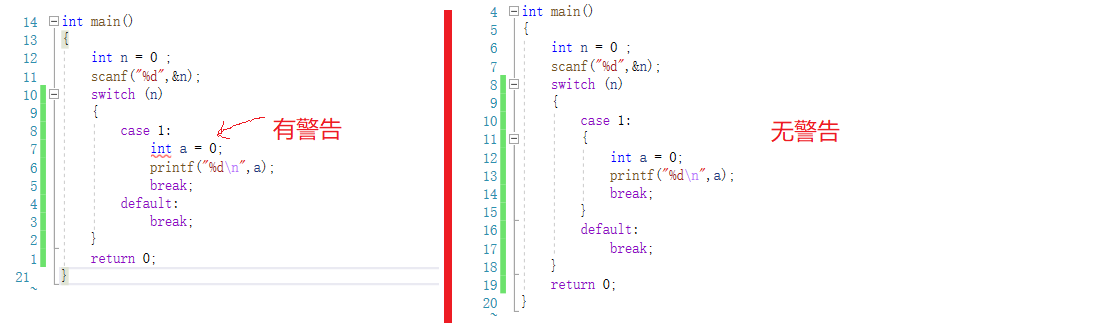 14 int main()
13 {
12 int n = 0 ;
11 scanf("%d",&n);
10 switch (n)
9 {
8 case 1:
7 int a = 0;
6 printf("%d\n",a);
5 break;
4 default:
3 break;
2 }
1 return 0;
21 }
~
有警告
4 int main()
5 {
6 int n = 0 ;
7 scanf("%d",&n);
8 switch (n)
9 {
10 case 1:
11 {
12 int a = 0;
13 printf("%d\n",a);
14 break;
15 }
16 default:
17 break;
18 }
19 return 0;
20 }
~
无警告